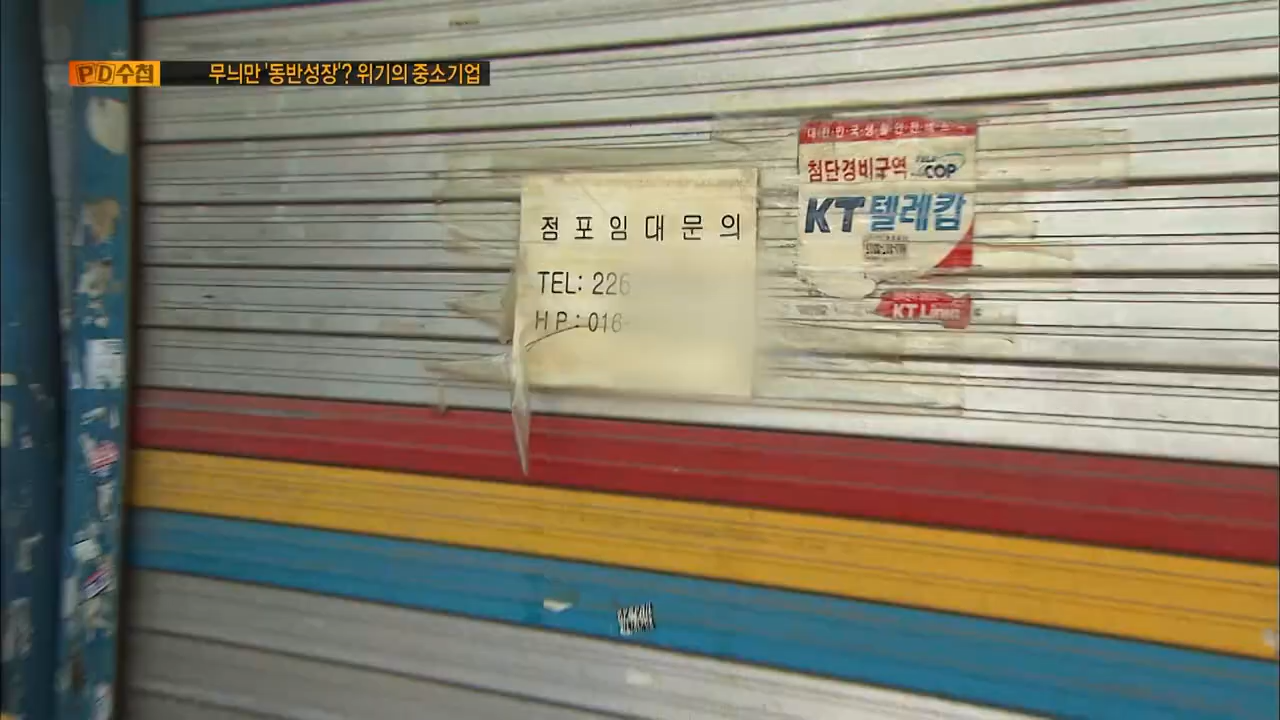 PD수첩
무늬만 '동반성장'? 위기의 중소기업
점포임대문의
TEL: 226
HP: 016-
첨단경비구역
COP
KT텔레캅
KT Linus